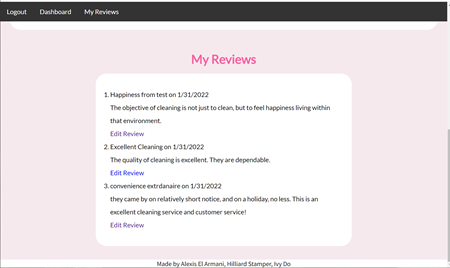 Logout Dashboard My Reviews
My Reviews
1. Happiness from test on 1/31/2022
The objective of cleaning is not just to clean, but to feel happiness living within
that environment.
Edit Review
2. Excellent Cleaning on 1/31/2022
The quality of cleaning is excellent. They are dependable.
Edit Review
3. convenience extrdanaire on 1/31/2022
they came by on relatively short notice, and on a holiday, no less. This is an
excellent cleaning service and customer service!
Edit Review
Made by Alexis El Armani, Hilliard Stamper, Ivy Do